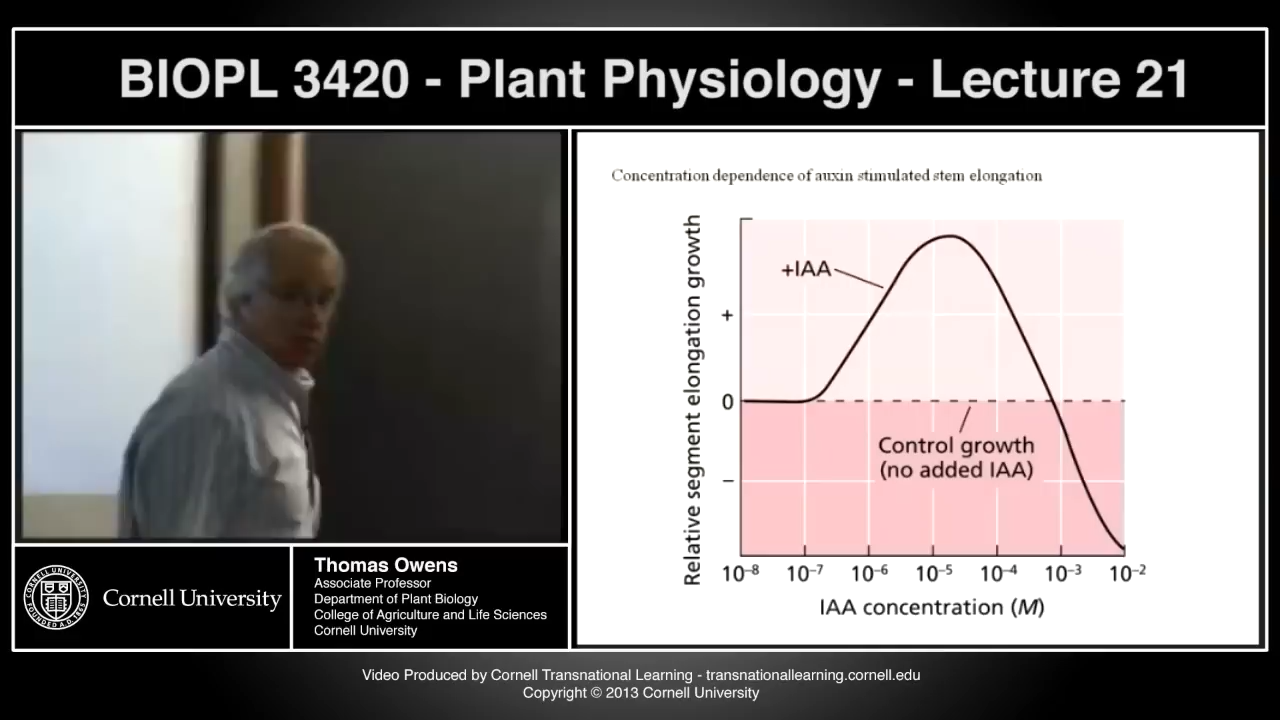 BIOPL 3420 - Plant Physiology - Lecture 21
Concentration dependence of auxin stimulated stem elongation
Relative segment elongation growth
+IAA
+
0
Control growth
(no added IAA)
–
10⁻⁸ 10⁻⁷ 10⁻⁶ 10⁻⁵ 10⁻⁴ 10⁻³ 10⁻²
IAA concentration (M)
Cornell University
Thomas Owens
Associate Professor
Department of Plant Biology
College of Agriculture and Life Sciences
Cornell University
Video Produced by Cornell Transnational Learning - transnationallearning.cornell.edu
Copyright © 2013 Cornell University